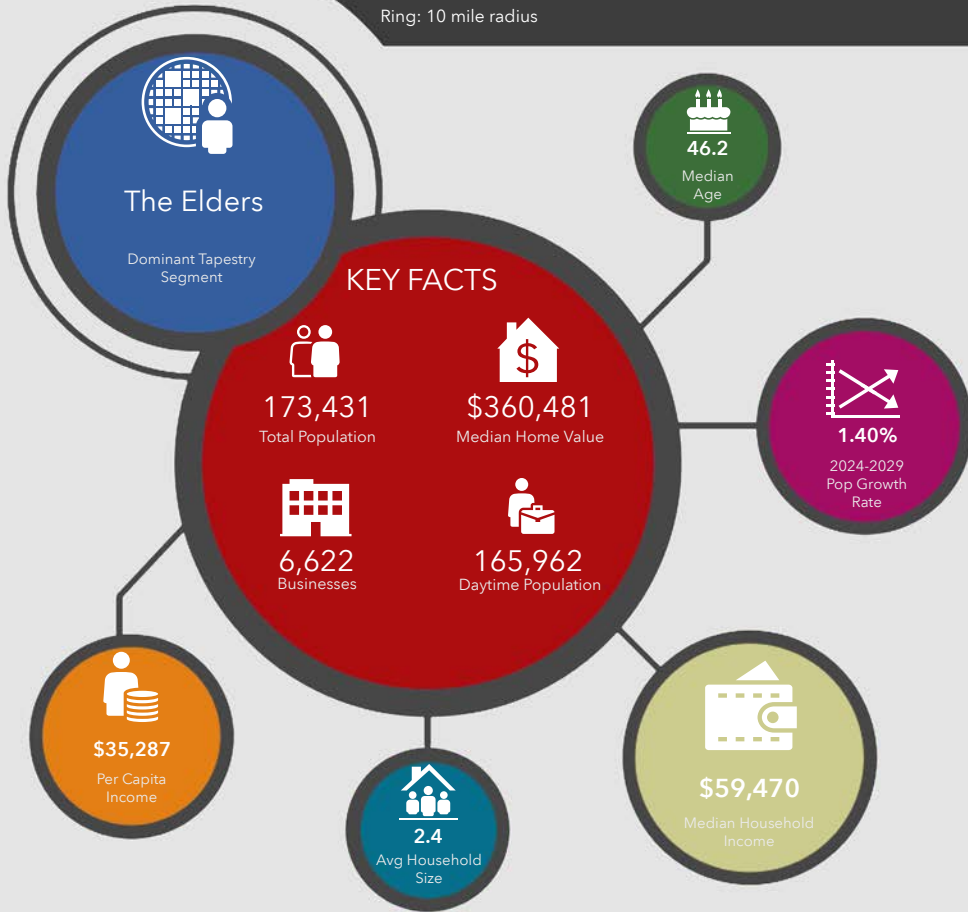 Ring: 10 mile radius
The Elders
Dominant Tapestry
Segment
KEY FACTS
173,431
Total Population
$
$360,481
Median Home Value
6,622
Businesses
165,962
Daytime Population
46.2
Median
Age
1.40%
2024-2029
Pop Growth
Rate
$35,287
Per Capita
Income
2.4
Avg Household
Size
$59,470
Median Household
Income